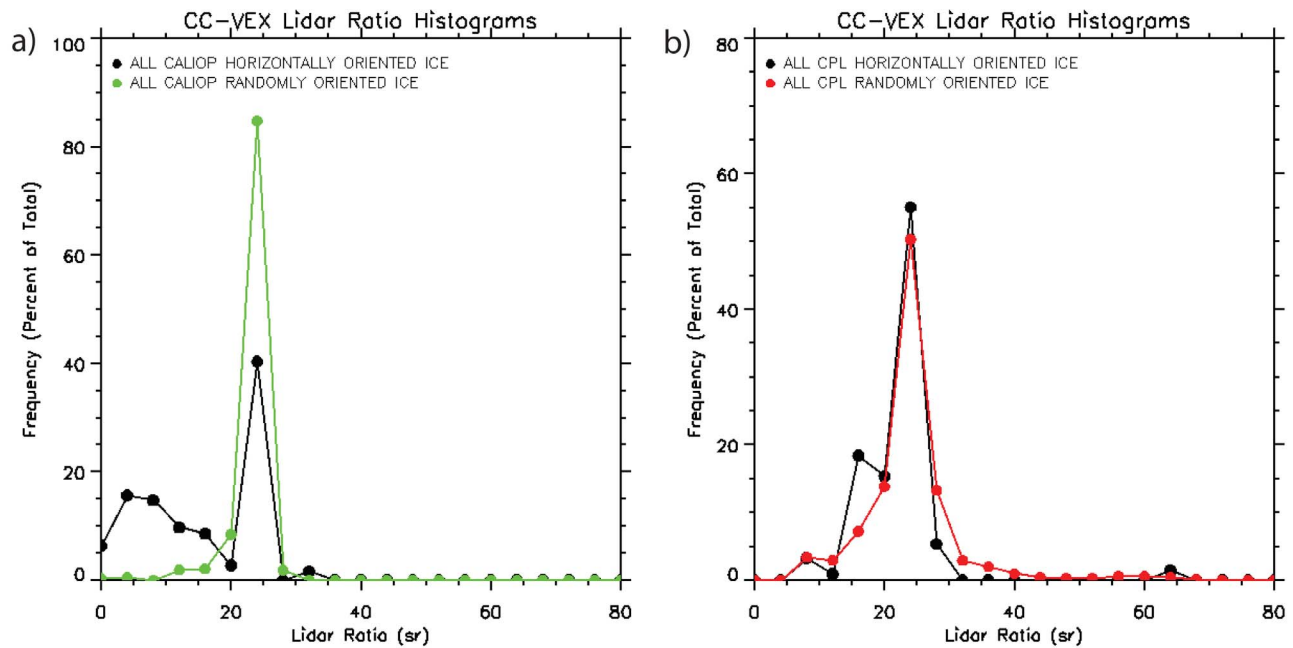 a)
CC-VEX Lidar Ratio Histograms
ALL CALIOP HORIZONTALLY ORIENTED ICE
ALL CALIOP RANDOMLY ORIENTED ICE
Frequency (Percent of Total)
100
80
60
40
20
0
0 20 40 60 80
Lidar Ratio (sr)
b)
CC-VEX Lidar Ratio Histograms
ALL CPL HORIZONTALLY ORIENTED ICE
ALL CPL RANDOMLY ORIENTED ICE
Frequency (Percent of Total)
80
60
40
20
0
0 20 40 60 80
Lidar Ratio (sr)